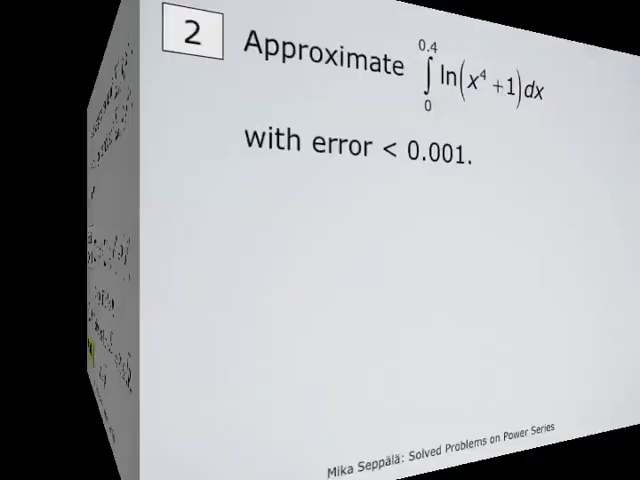 2
Approximate ∫₀^0.4 ln(x⁴ + 1)dx
with error < 0.001.
Mika Seppälä: Solved Problems on Power Series